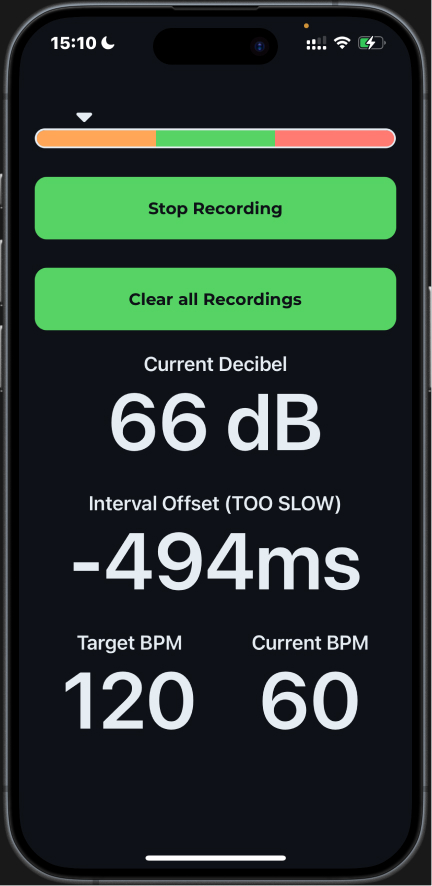 15:10
Stop Recording
Clear all Recordings
Current Decibel
66 dB
Interval Offset (TOO SLOW)
-494ms
Target BPM Current BPM
120 60